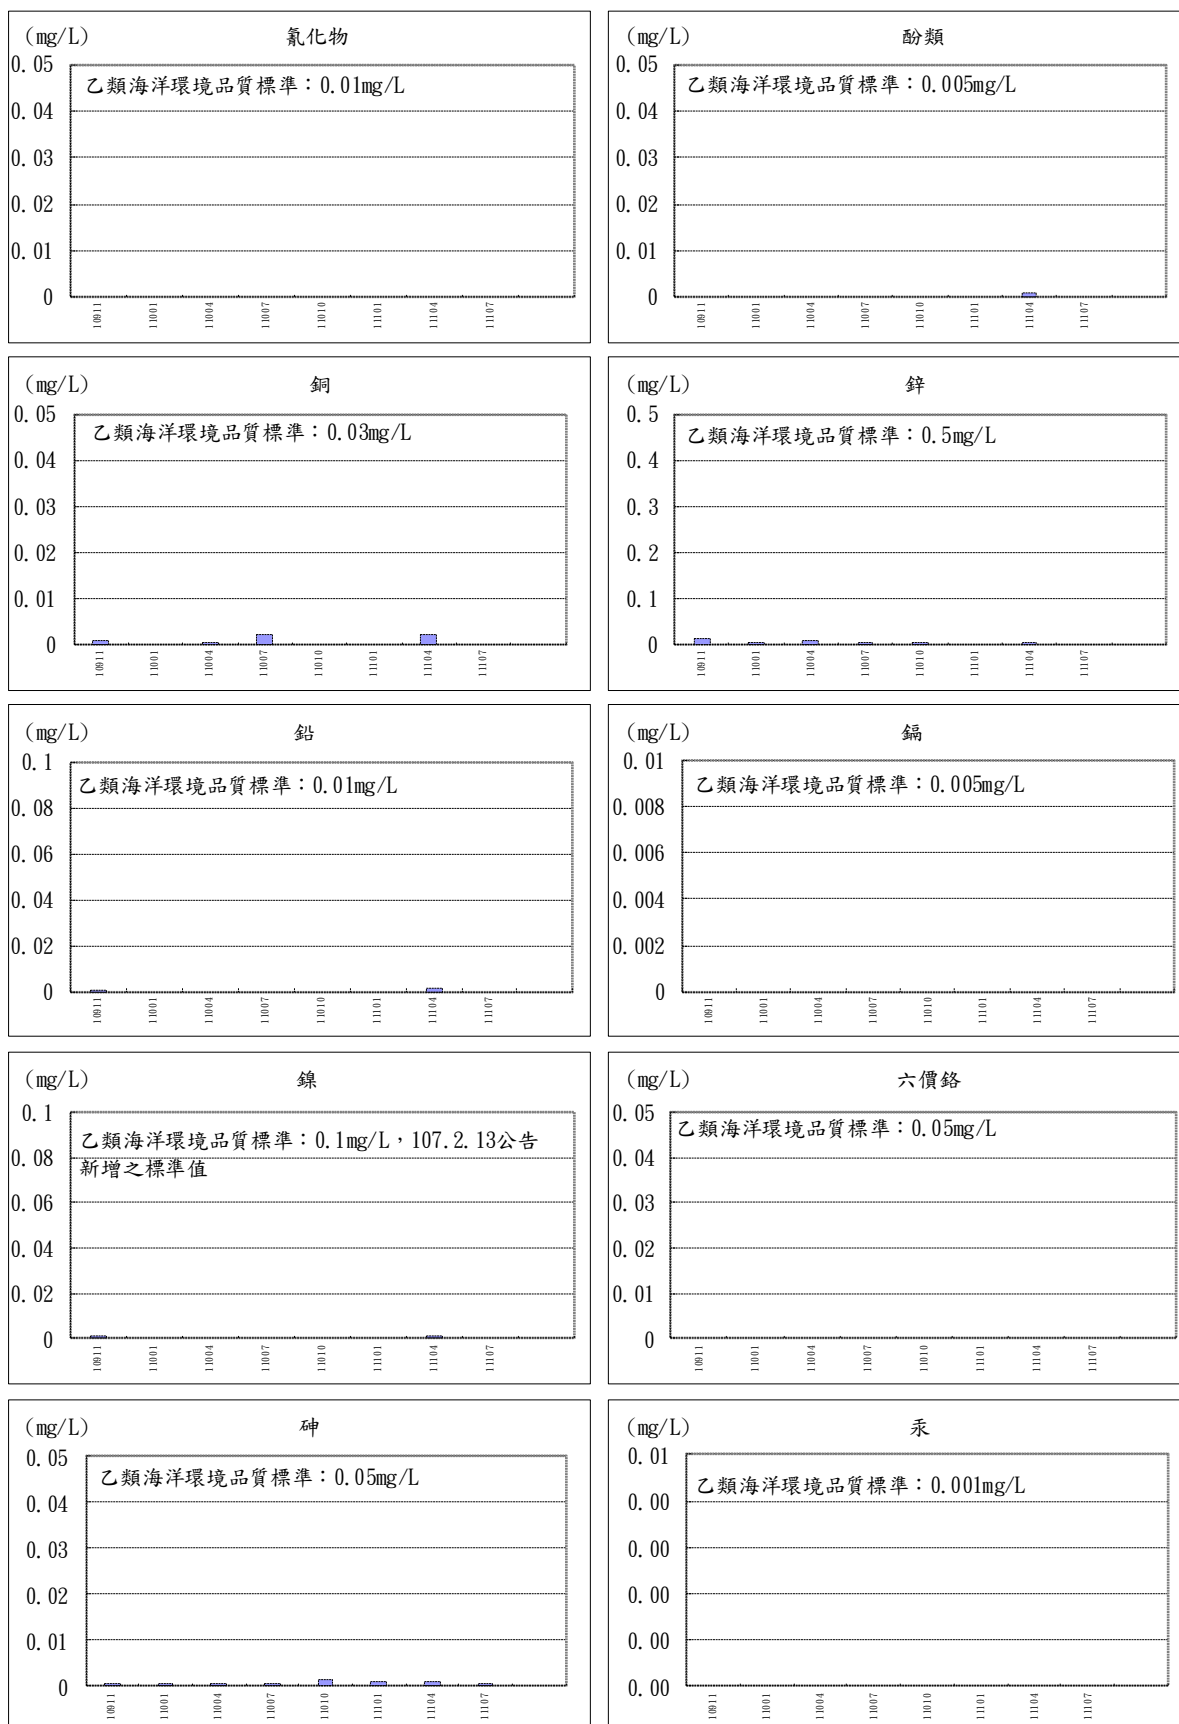 (mg/L) 氰化物
乙類海洋環境品質標準：0.01mg/L
0.05
0.04
0.03
0.02
0.01
0
10911 11001 11004 11007 11010 11101 11104 11107
(mg/L) 酚類
乙類海洋環境品質標準：0.005mg/L
0.05
0.04
0.03
0.02
0.01
0
10911 11001 11004 11007 11010 11101 11104 11107
(mg/L) 銅
乙類海洋環境品質標準：0.03mg/L
0.05
0.04
0.03
0.02
0.01
0
10911 11001 11004 11007 11010 11101 11104 11107
(mg/L) 鋅
乙類海洋環境品質標準：0.5mg/L
0.5
0.4
0.3
0.2
0.1
0
10911 11001 11004 11007 11010 11101 11104 11107
(mg/L) 鉛
乙類海洋環境品質標準：0.01mg/L
0.1
0.08
0.06
0.04
0.02
0
10911 11001 11004 11007 11010 11101 11104 11107
(mg/L) 鎘
乙類海洋環境品質標準：0.005mg/L
0.01
0.008
0.006
0.004
0.002
0
10911 11001 11004 11007 11010 11101 11104 11107
(mg/L) 鎳
乙類海洋環境品質標準：0.1mg/L，107.2.13公告
新增之標準值
0.1
0.08
0.06
0.04
0.02
0
10911 11001 11004 11007 11010 11101 11104 11107
(mg/L) 六價鉻
乙類海洋環境品質標準：0.05mg/L
0.05
0.04
0.03
0.02
0.01
0
10911 11001 11004 11007 11010 11101 11104 11107
(mg/L) 砷
乙類海洋環境品質標準：0.05mg/L
0.05
0.04
0.03
0.02
0.01
0
10911 11001 11004 11007 11010 11101 11104 11107
(mg/L) 汞
乙類海洋環境品質標準：0.001mg/L
0.01
0.00
0.00
0.00
0.00
0.00
10911 11001 11004 11007 11010 11101 11104 11107